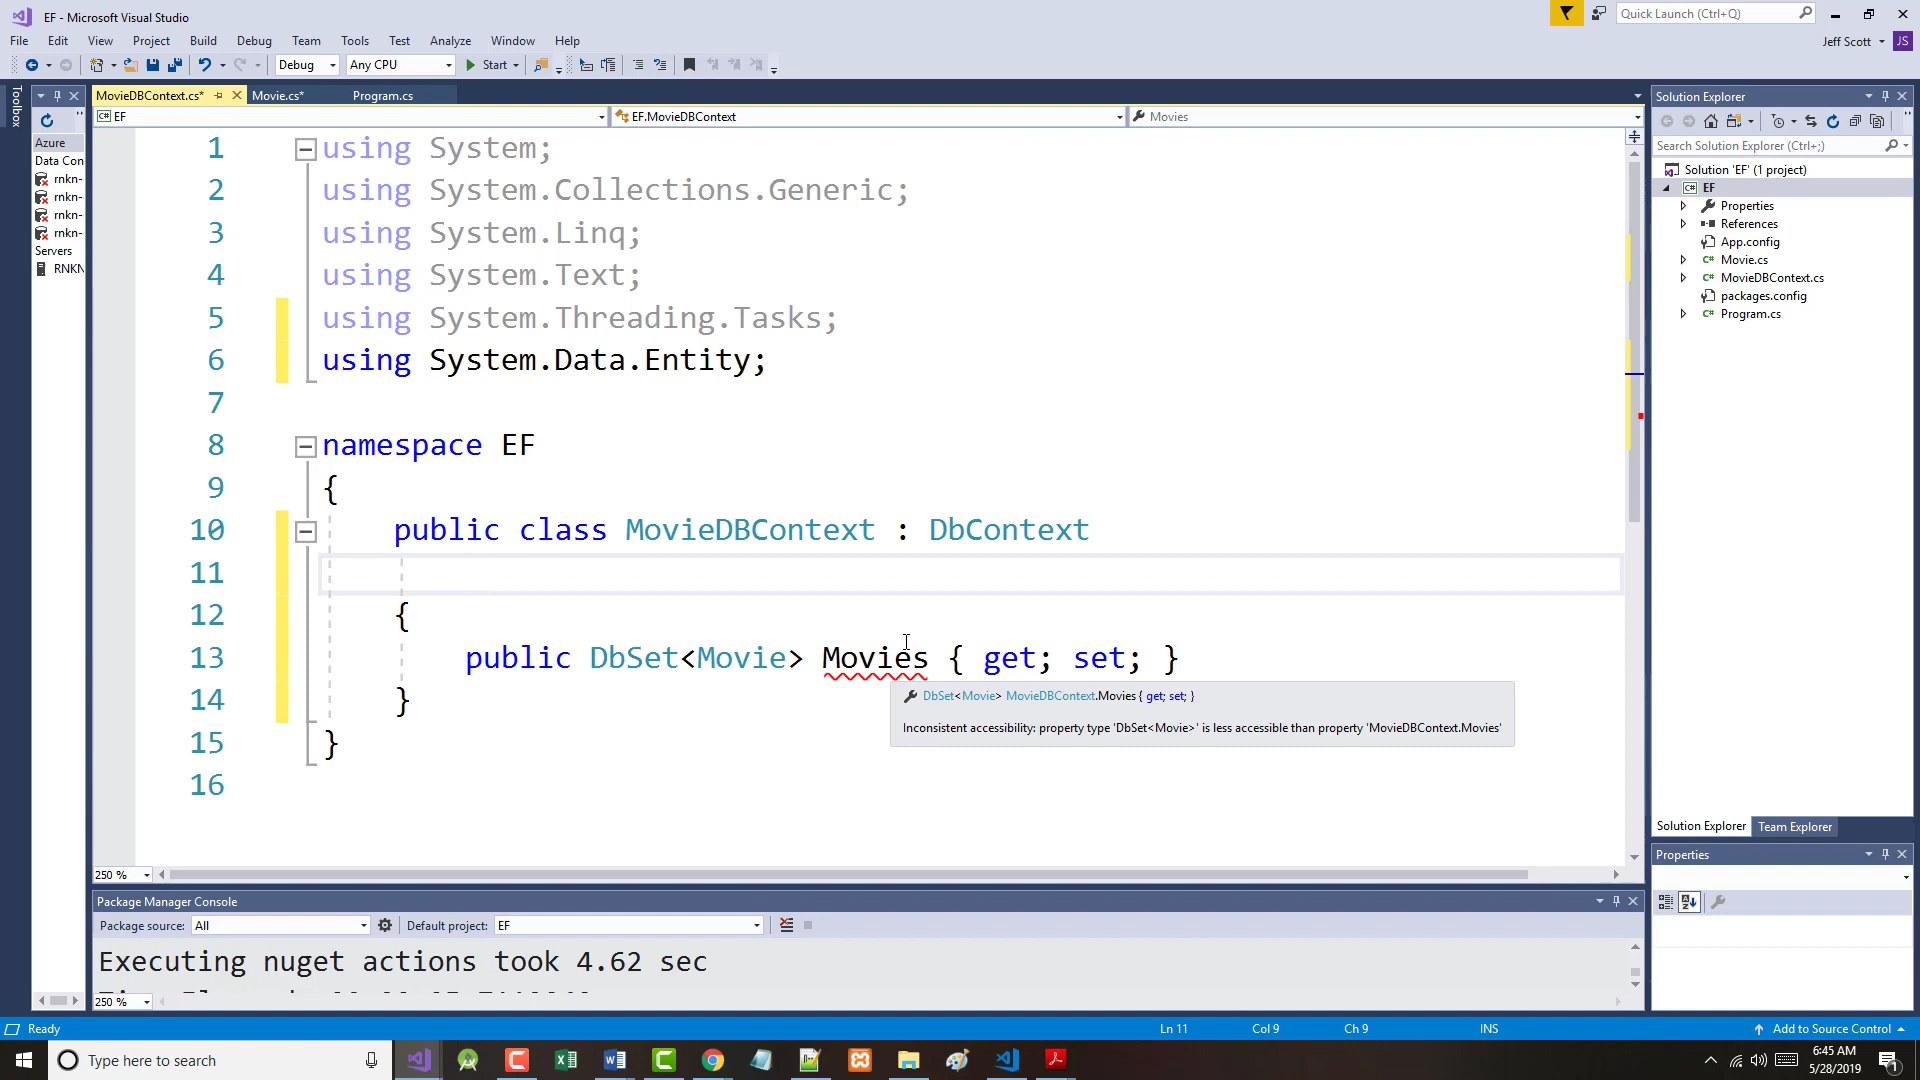 EF - Microsoft Visual Studio
Quick Launch (Ctrl+Q)
File Edit View Project Build Debug Team Tools Test Analyze Window Help
Jeff Scott JS
Debug Any CPU Start
Toolbox
MovieDBContext.cs* Movie.cs* Program.cs
Solution Explorer
EF EF.MovieDBContext Movies
Search Solution Explorer (Ctrl+;)
Azure
Data Con
rnkn-
rnkn-
rnkn-
rnkn-
Servers
RNKN
1 using System;
2 using System.Collections.Generic;
3 using System.Linq;
4 using System.Text;
5 using System.Threading.Tasks;
6 using System.Data.Entity;
7
8 namespace EF
9 {
10 public class MovieDBContext : DbContext
11
12 {
13 public DbSet<Movie> Movies { get; set; }
14 }
15 }
16
DbSet<Movie> MovieDBContext.Movies { get; set; }
Inconsistent accessibility: property type 'DbSet<Movie>' is less accessible than property 'MovieDBContext.Movies'
Solution 'EF' (1 project)
C# EF
Properties
References
App.config
C# Movie.cs
C# MovieDBContext.cs
packages.config
C# Program.cs
Solution Explorer Team Explorer
Properties
250 %
Package Manager Console
Package source: All Default project: EF
Executing nuget actions took 4.62 sec
250 %
Ready Ln 11 Col 9 Ch 9 INS Add to Source Control
Type here to search
6:45 AM
5/28/2019
1